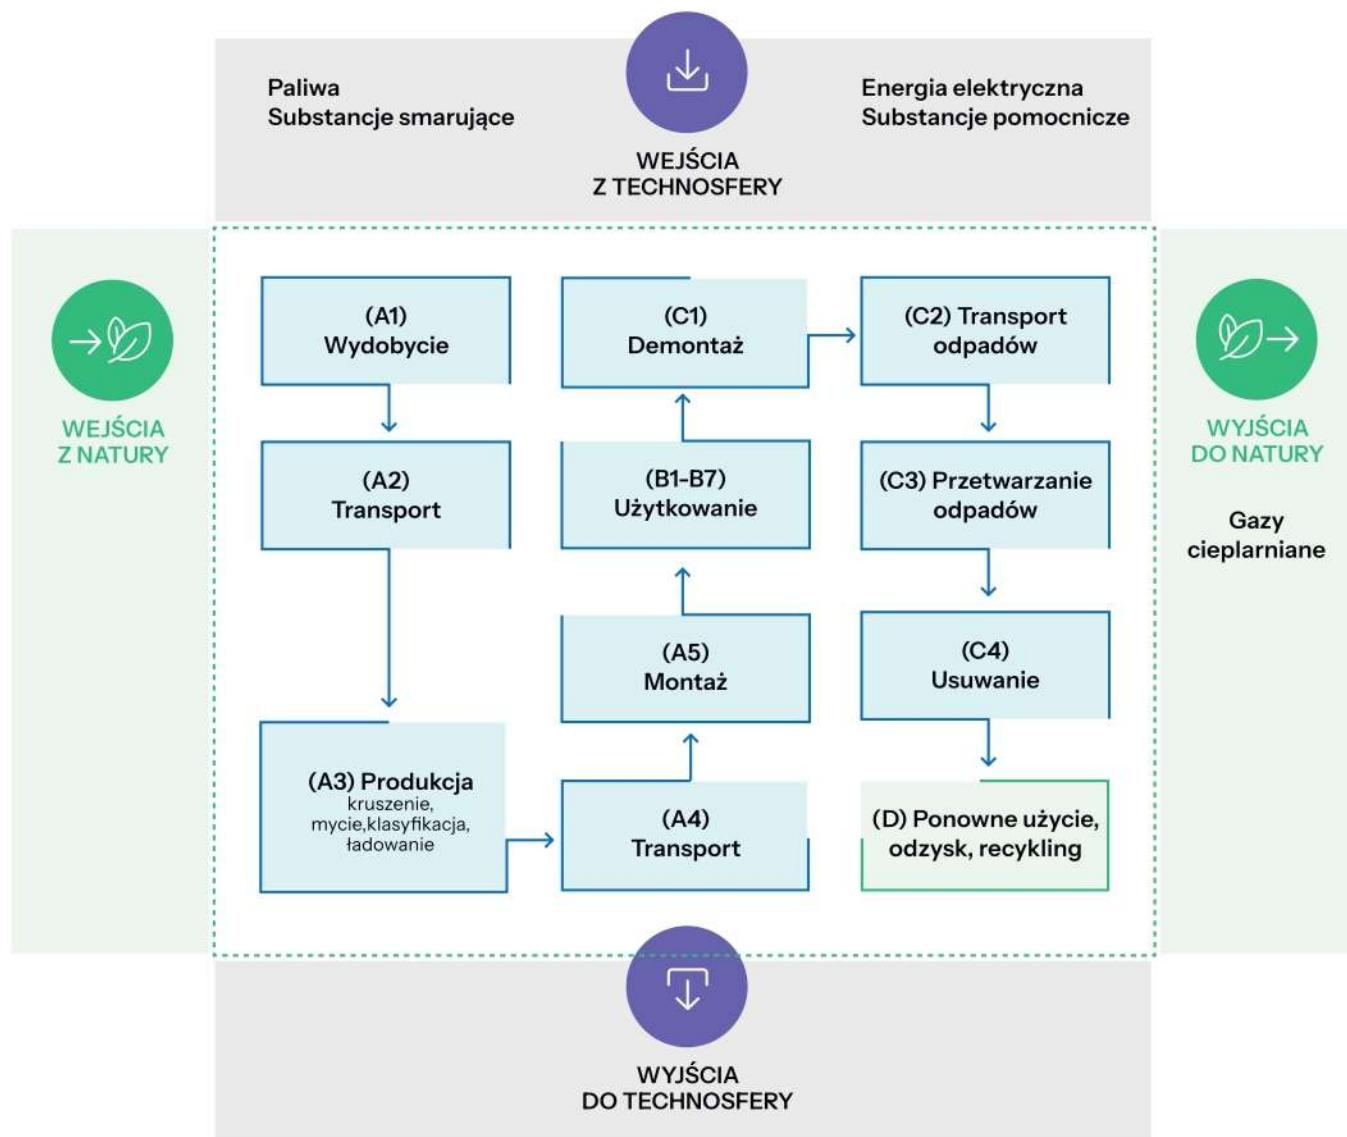 Paliwa
Substancje smarujące
Energia elektryczna
Substancje pomocnicze
WEJŚCIA
Z TECHNOSFERY
WEJŚCIA
Z NATURY
(A1)
Wydobycie
(A2)
Transport
(A3) Produkcja
kruszenie,
mycie,klasyfikacja,
ładowanie
(A4)
Transport
(A5)
Montaż
(B1-B7)
Użytkowanie
(C1)
Demontaż
(C2) Transport
odpadów
(C3) Przetwarzanie
odpadów
(C4)
Usuwanie
(D) Ponowne użycie,
odzysk, recykling
WYJŚCIA
DO NATURY
Gazy
cieplarniane
WYJŚCIA
DO TECHNOSFERY